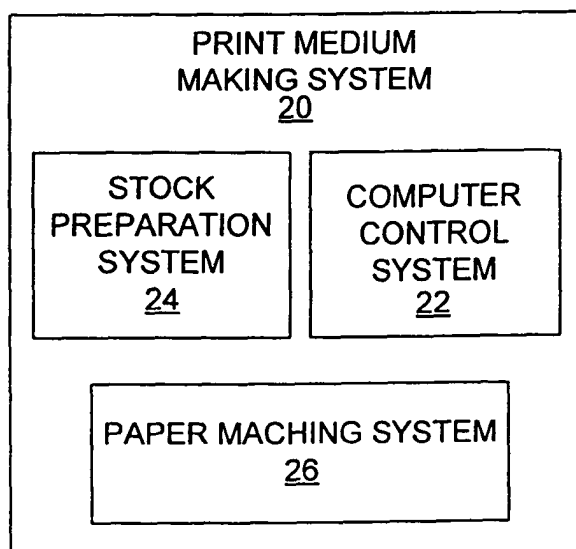 PRINT MEDIUM
MAKING SYSTEM
20
STOCK
PREPARATION
SYSTEM
24
COMPUTER
CONTROL
SYSTEM
22
PAPER MACHING SYSTEM
26